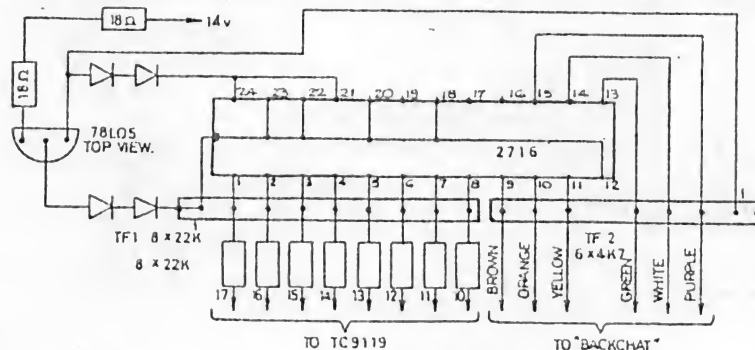 18Ω
14v
18Ω
24 23 22 21 20 19 18 17 16 15 14 13
78L05
TOP VIEW.
2716
1 2 3 4 5 6 7 8 9 10 11 12
1
1
TF1 8 x 22K
8 x 22K
TF 2
6 x 4K7
BROWN
ORANGE
YELLOW
GREEN
WHITE
PURPLE
17 16 15 14 13 12 11 10
TO TC9119
TO "BACKCHAT"